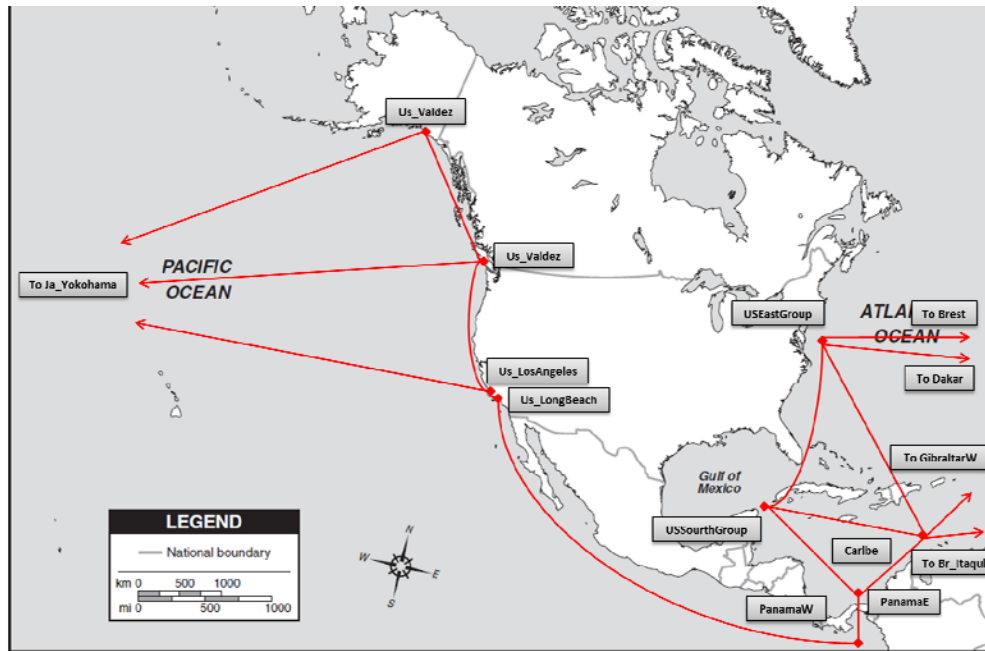 Us_Valdez
Us_Valdez
To Ja_Yokohama
PACIFIC
OCEAN
USEastGroup
ATLA
OCEAN
To Brest
To Dakar
Us_LosAngeles
Us_LongBeach
To GibraltarW
Gulf of
Mexico
USSouthGroup
Carlbe
To Br_Itaqui
PanamaW
PanamaE
LEGEND
National boundary
km 0 500 1000
mi 0 500 1000
N
W
E
S